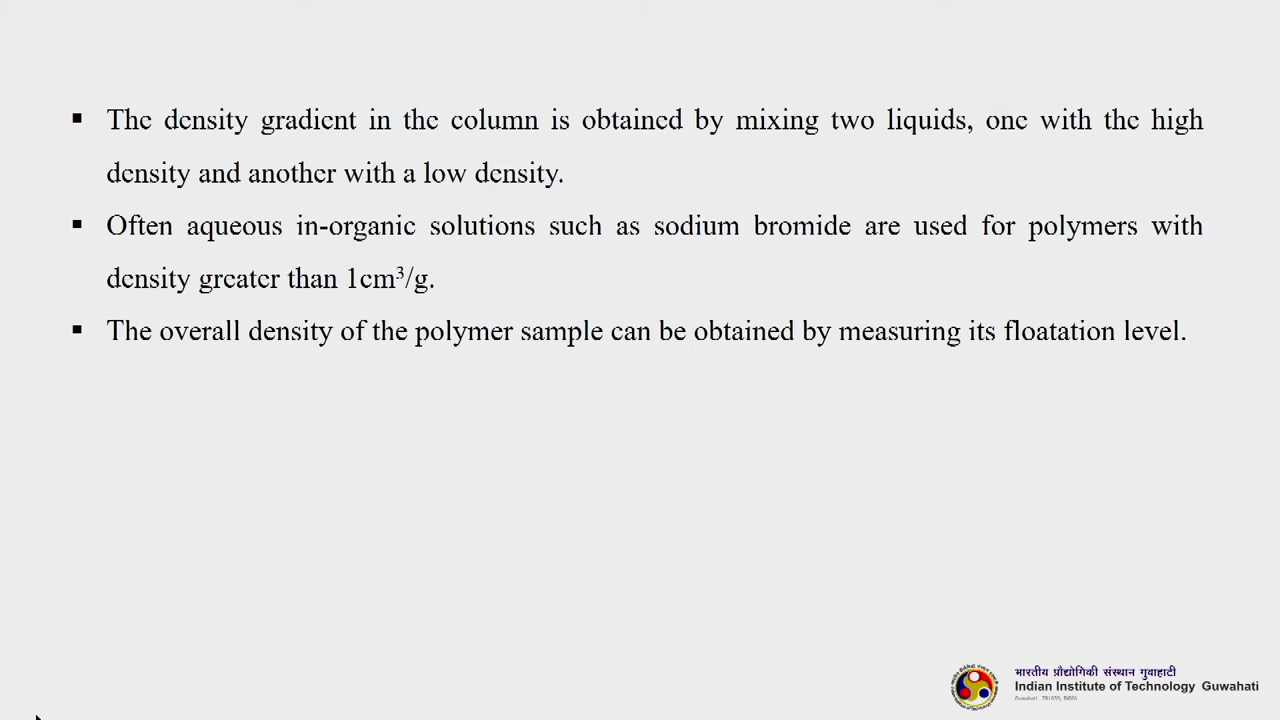 ▪ The density gradient in the column is obtained by mixing two liquids, one with the high
density and another with a low density.
▪ Often aqueous in-organic solutions such as sodium bromide are used for polymers with
density greater than 1cm³/g.
▪ The overall density of the polymer sample can be obtained by measuring its floatation level.
भारतीय प्रौद्योगिकी संस्थान गुवाहाटी
Indian Institute of Technology Guwahati